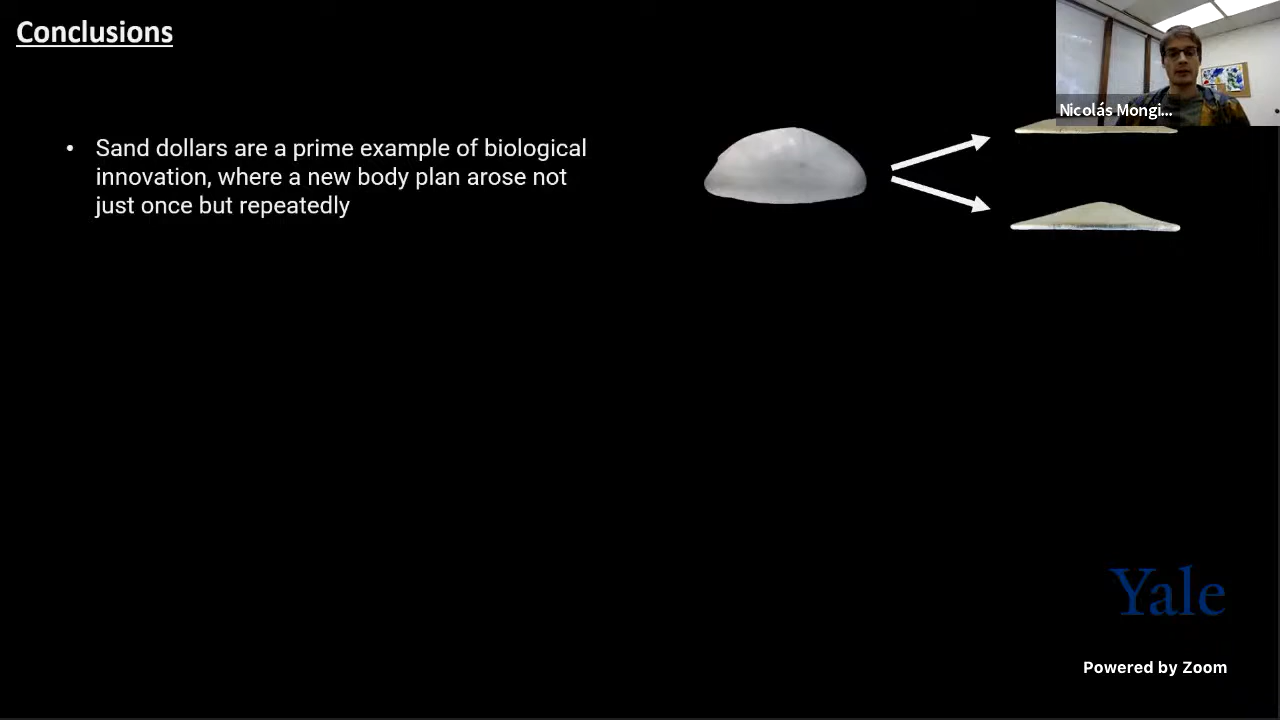 Conclusions
Nicolás Mongi...
• Sand dollars are a prime example of biological
innovation, where a new body plan arose not
just once but repeatedly
Yale
Powered by Zoom